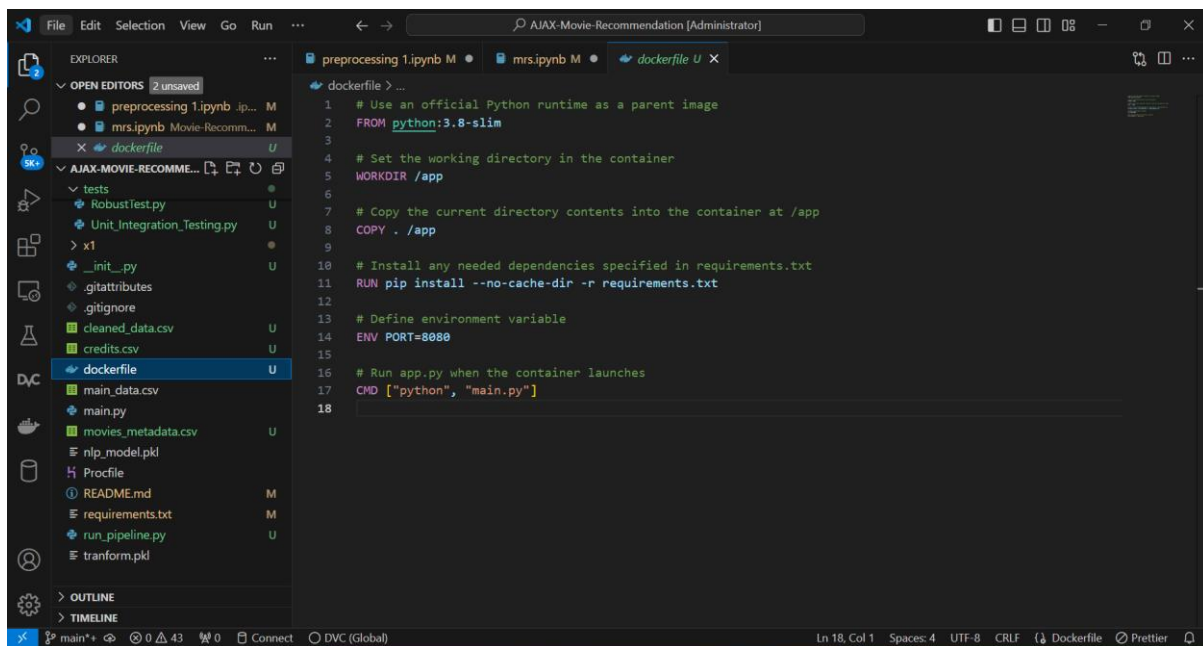 File Edit Selection View Go Run ··· AJAX-Movie-Recommendation [Administrator]
EXPLORER ···
OPEN EDITORS 2 unsaved
preprocessing 1.ipynb .ip... M
mrs.ipynb Movie-Recomm... M
dockerfile U
AJAX-MOVIE-RECOMME...
tests
RobustTest.py U
Unit_Integration_Testing.py U
x1
__init__.py U
.gitattributes
.gitignore
cleaned_data.csv U
credits.csv U
dockerfile U
main_data.csv
main.py
movies_metadata.csv U
nlp_model.pkl
Procfile
README.md M
requirements.txt M
run_pipeline.py U
tranform.pkl
OUTLINE
TIMELINE
2
5K+
DVC
preprocessing 1.ipynb M mrs.ipynb M dockerfile U
dockerfile > ...
1 # Use an official Python runtime as a parent image
2 FROM python:3.8-slim
3
4 # Set the working directory in the container
5 WORKDIR /app
6
7 # Copy the current directory contents into the container at /app
8 COPY . /app
9
10 # Install any needed dependencies specified in requirements.txt
11 RUN pip install --no-cache-dir -r requirements.txt
12
13 # Define environment variable
14 ENV PORT=8080
15
16 # Run app.py when the container launches
17 CMD ["python", "main.py"]
18
main*+ 0 43 0 Connect DVC (Global) Ln 18, Col 1 Spaces: 4 UTF-8 CRLF Dockerfile Prettier